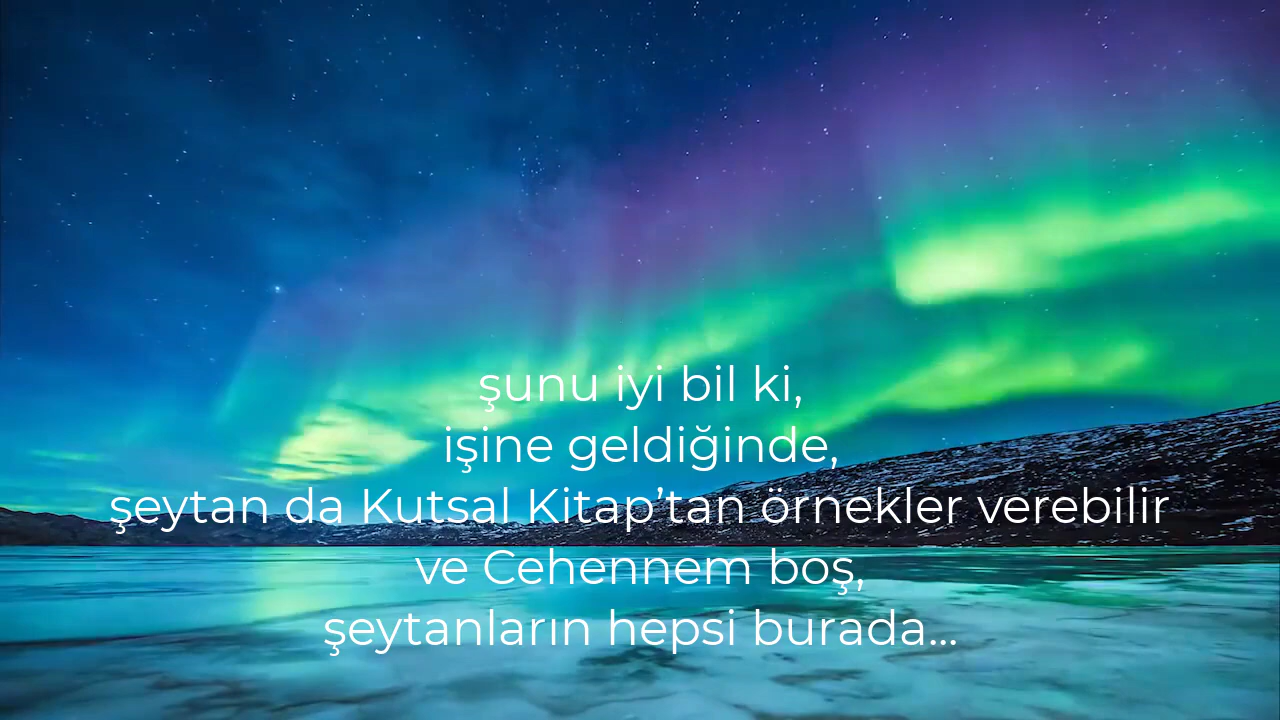 şunu iyi bil ki,
işine geldiğinde,
şeytan da Kutsal Kitap’tan örnekler verebilir
ve Cehennem boş,
şeytanların hepsi burada...